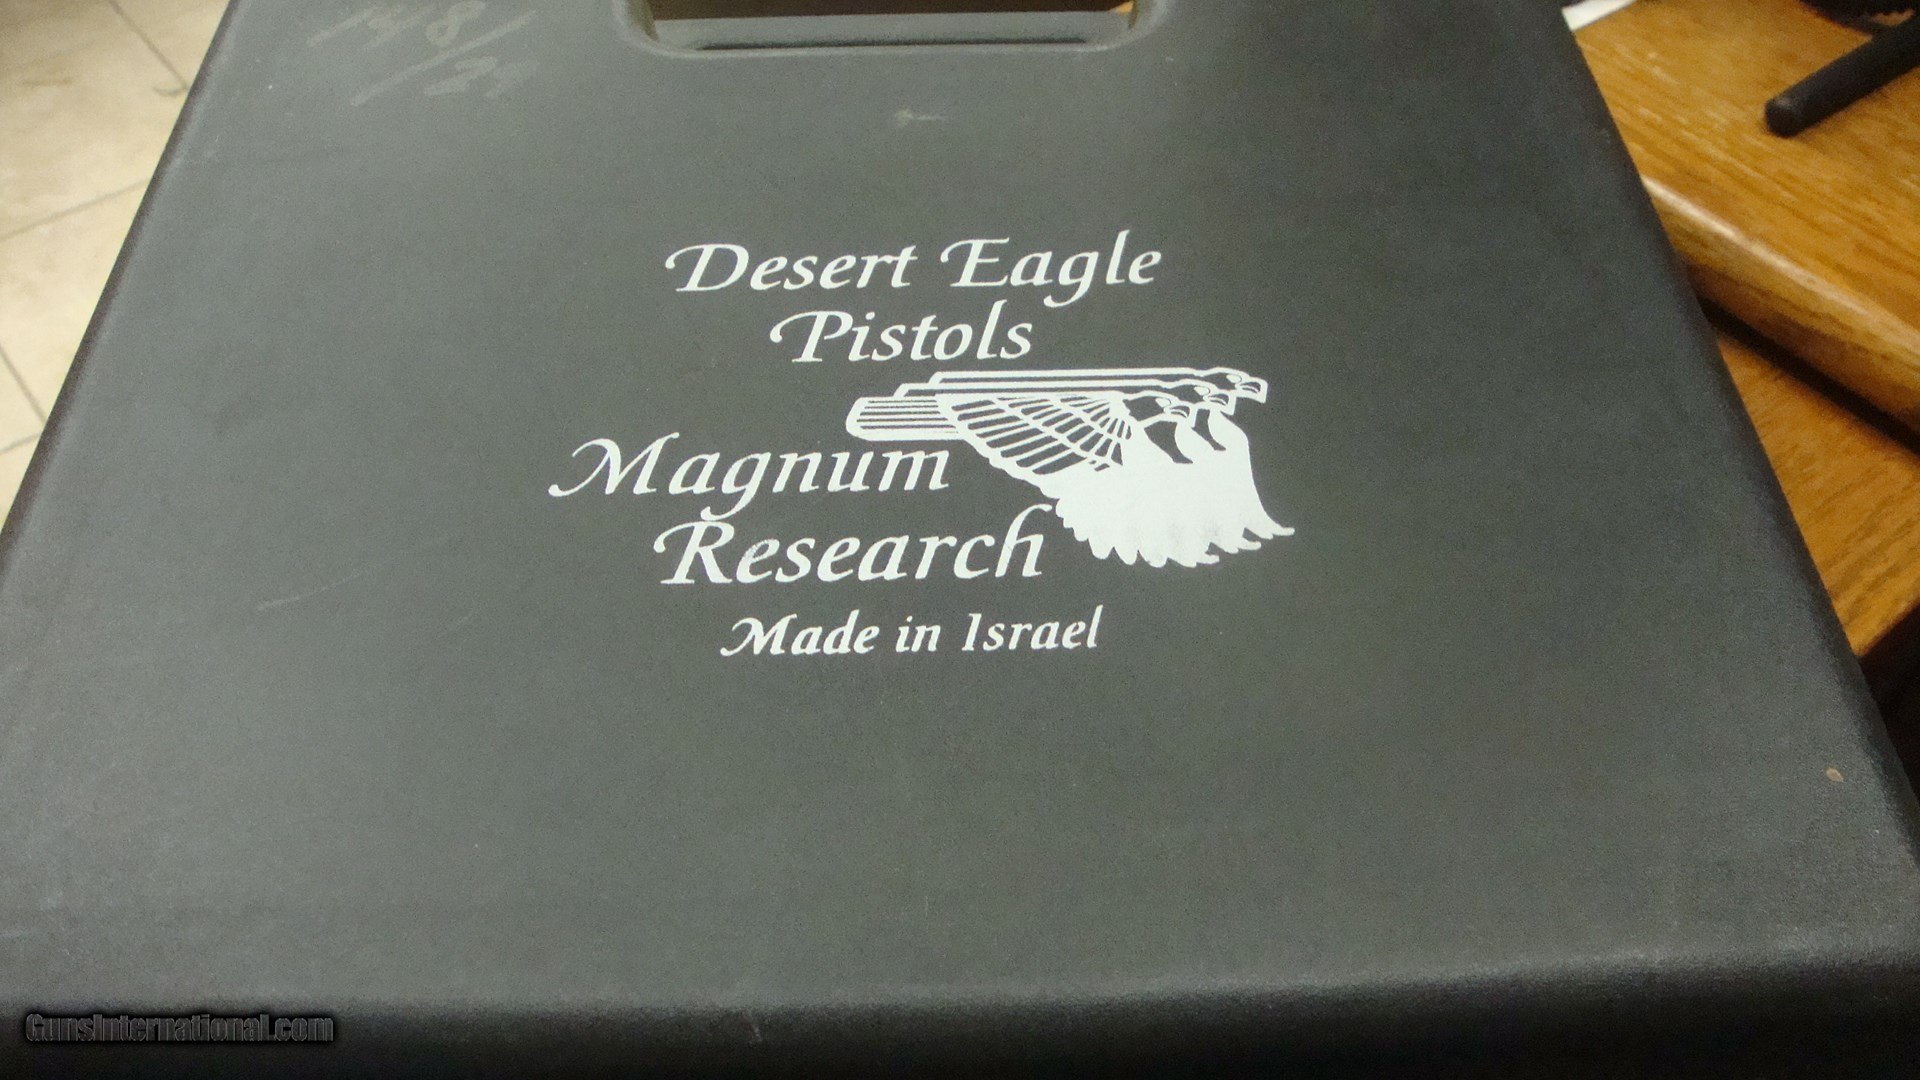 Desert Eagle
Pistols
Magnum
Research
Made in Israel
GunsInternational.com